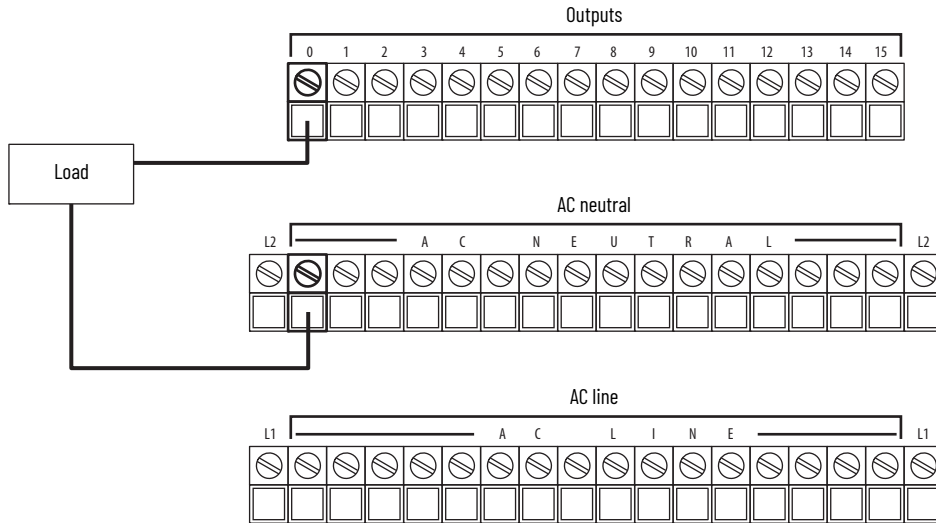 Outputs
0 1 2 3 4 5 6 7 8 9 10 11 12 13 14 15
Load
AC neutral
L2 A C N E U T R A L L2
AC line
L1 A C L I N E L1